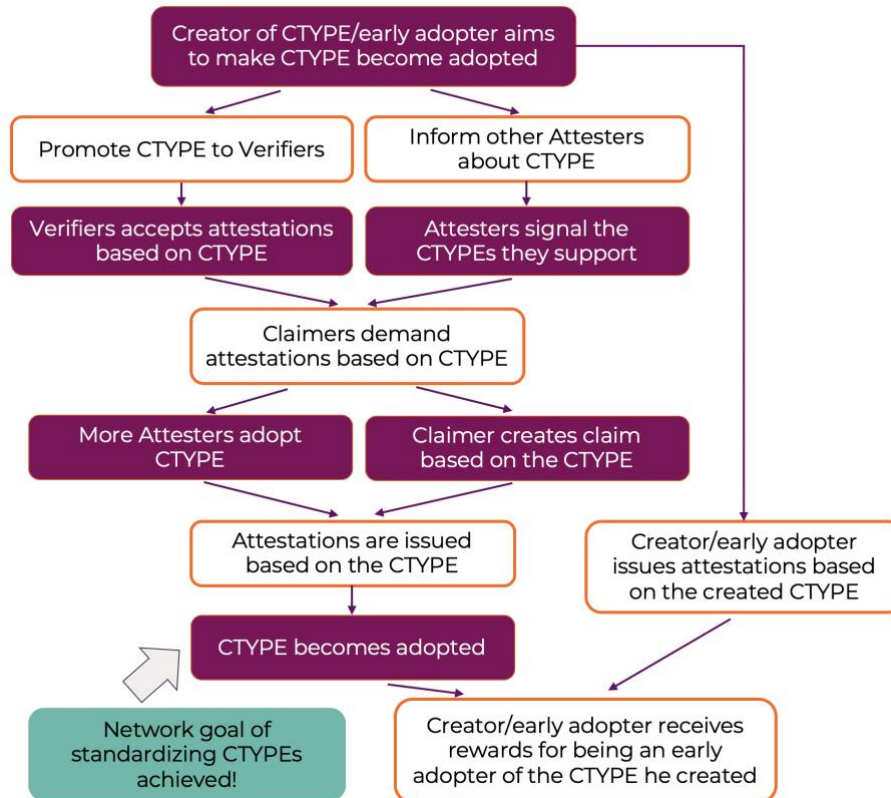 Creator of CTYPE/early adopter aims
to make CTYPE become adopted
Promote CTYPE to Verifiers
Inform other Attesters
about CTYPE
Verifiers accepts attestations
based on CTYPE
Attesters signal the
CTYPEs they support
Claimers demand
attestations based on CTYPE
More Attesters adopt
CTYPE
Claimer creates claim
based on the CTYPE
Attestations are issued
based on the CTYPE
Creator/early adopter
issues attestations based
on the created CTYPE
CTYPE becomes adopted
Network goal of
standardizing CTYPEs
achieved!
Creator/early adopter receives
rewards for being an early
adopter of the CTYPE he created